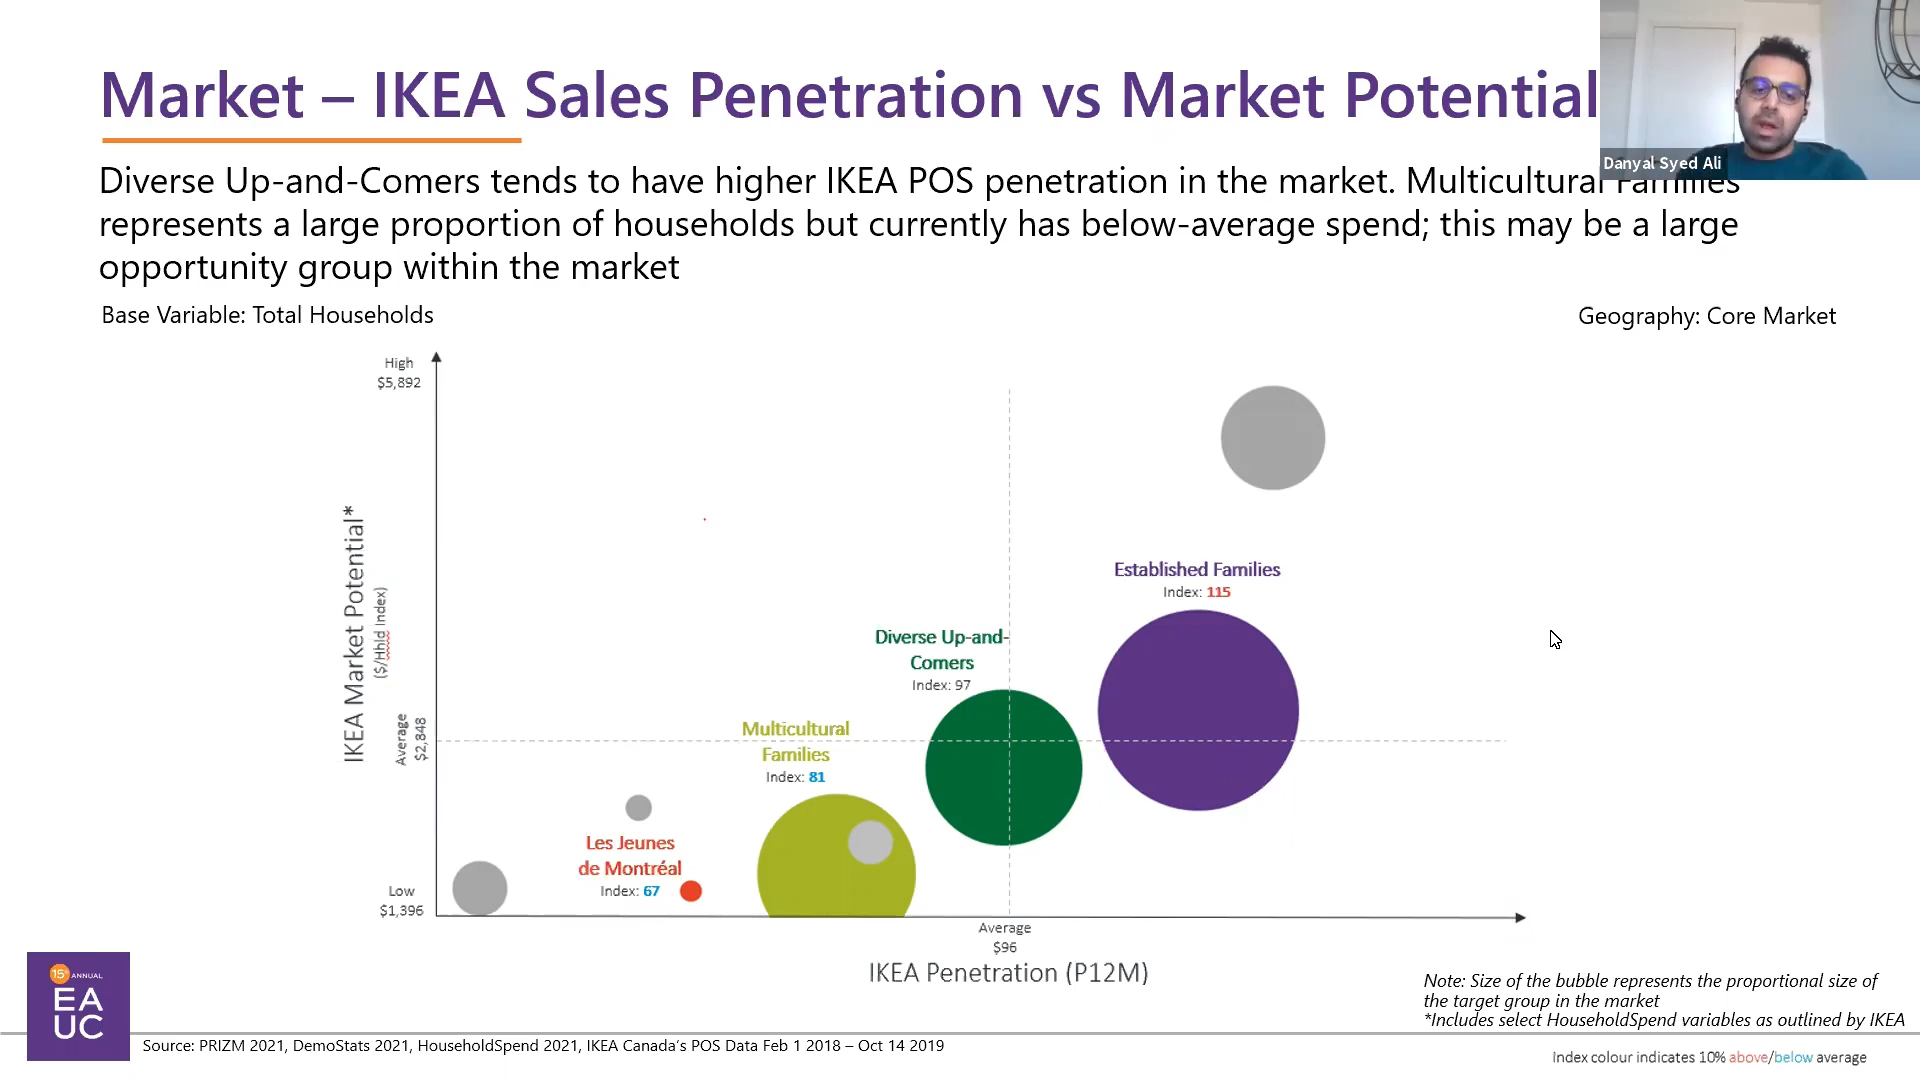 Market – IKEA Sales Penetration vs Market Potential
Danyal Syed Ali
Diverse Up-and-Comers tends to have higher IKEA POS penetration in the market. Multicultural Families
represents a large proportion of households but currently has below-average spend; this may be a large
opportunity group within the market
Base Variable: Total Households
Geography: Core Market
High
$5,892
IKEA Market Potential*
($/Hhld Index)
Average
$2,848
Low
$1,396
Established Families
Index: 115
Diverse Up-and-
Comers
Index: 97
Multicultural
Families
Index: 81
Les Jeunes
de Montréal
Index: 67
Average
$96
IKEA Penetration (P12M)
Note: Size of the bubble represents the proportional size of
the target group in the market
*Includes select HouseholdSpend variables as outlined by IKEA
15th ANNUAL
EA
UC
Source: PRIZM 2021, DemoStats 2021, HouseholdSpend 2021, IKEA Canada's POS Data Feb 1 2018 – Oct 14 2019
Index colour indicates 10% above/below average